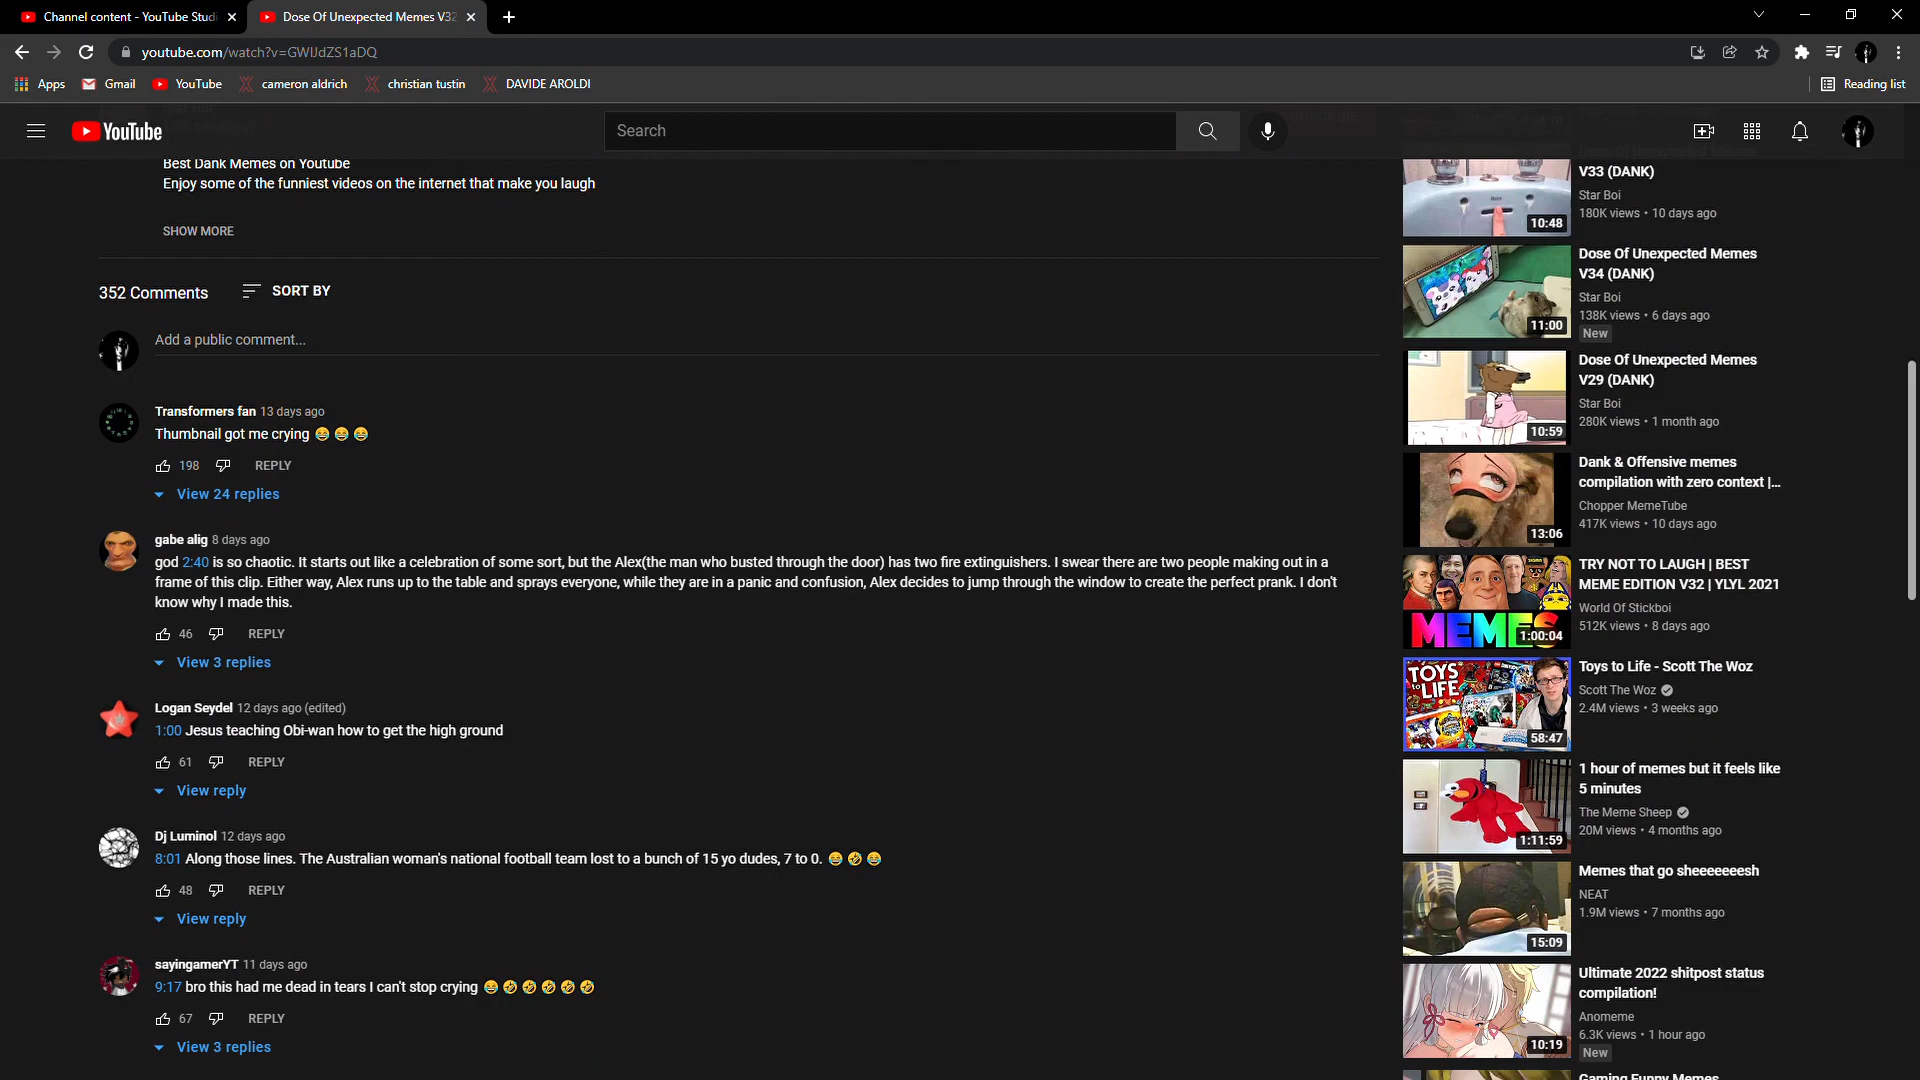 Channel content - YouTube Studi
Dose Of Unexpected Memes V32
youtube.com/watch?v=GWIJdZS1aDQ
Apps
Gmail
YouTube
cameron aldrich
christian tustin
DAVIDE AROLDI
Reading list
YouTube
Search
Best Dank Memes on Youtube
Enjoy some of the funniest videos on the internet that make you laugh
SHOW MORE
352 Comments
SORT BY
Add a public comment...
Transformers fan 13 days ago
Thumbnail got me crying 😂 😂 😂
198 REPLY
View 24 replies
gabe alig 8 days ago
god 2:40 is so chaotic. It starts out like a celebration of some sort, but the Alex(the man who busted through the door) has two fire extinguishers. I swear there are two people making out in a
frame of this clip. Either way, Alex runs up to the table and sprays everyone, while they are in a panic and confusion, Alex decides to jump through the window to create the perfect prank. I don't
know why I made this.
46 REPLY
View 3 replies
Logan Seydel 12 days ago (edited)
1:00 Jesus teaching Obi-wan how to get the high ground
61 REPLY
View reply
Dj Luminol 12 days ago
8:01 Along those lines. The Australian woman's national football team lost to a bunch of 15 yo dudes, 7 to 0. 😂 🤣 😂
48 REPLY
View reply
sayingamerYT 11 days ago
9:17 bro this had me dead in tears I can't stop crying 😂 🤣 🤣 🤣 🤣 🤣
67 REPLY
View 3 replies
V33 (DANK)
Star Boi
180K views • 10 days ago
10:48
Dose Of Unexpected Memes
V34 (DANK)
Star Boi
138K views • 6 days ago
New
11:00
Dose Of Unexpected Memes
V29 (DANK)
Star Boi
280K views • 1 month ago
10:59
Dank & Offensive memes
compilation with zero context |...
Chopper MemeTube
417K views • 10 days ago
13:06
TRY NOT TO LAUGH | BEST
MEME EDITION V32 | YLYL 2021
World Of Stickboi
512K views • 8 days ago
MEMES
1:00:04
Toys to Life - Scott The Woz
Scott The Woz
2.4M views • 3 weeks ago
TOYS
to LIFE
58:47
1 hour of memes but it feels like
5 minutes
The Meme Sheep
20M views • 4 months ago
1:11:59
Memes that go sheeeeeeesh
NEAT
1.9M views • 7 months ago
15:09
Ultimate 2022 shitpost status
compilation!
Anomeme
6.3K views • 1 hour ago
New
10:19
Gaming Funny Memes